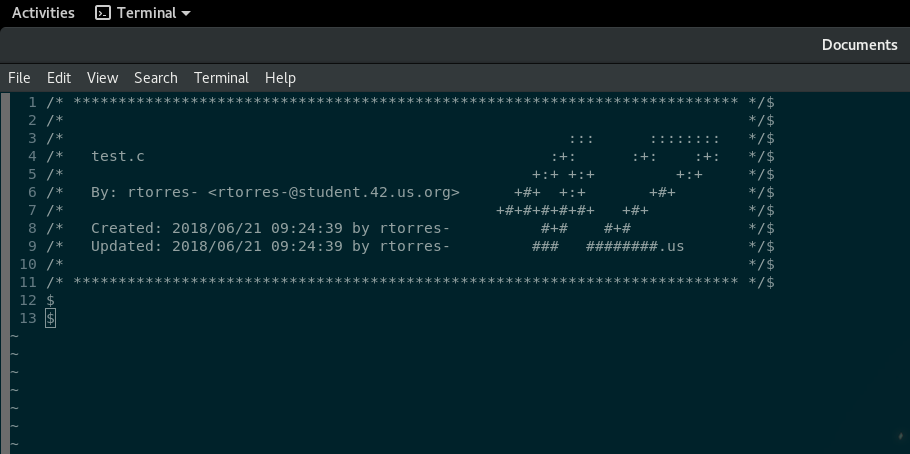 Activities Terminal
Documents
File Edit View Search Terminal Help
1 /* ************************************************************************** */$
2 /*                                                                            */$
3 /*                                                        :::      ::::::::   */$
4 /*   test.c                                             :+:      :+:    :+:   */$
5 /*                                                    +:+ +:+         +:+     */$
6 /*   By: rtorres- <rtorres-@student.42.us.org>      +#+  +:+       +#+        */$
7 /*                                                +#+#+#+#+#+   +#+           */$
8 /*   Created: 2018/06/21 09:24:39 by rtorres-          #+#    #+#             */$
9 /*   Updated: 2018/06/21 09:24:39 by rtorres-         ###   ########.us       */$
10 /*                                                                            */$
11 /* ************************************************************************** */$
12 $
13 $
~
~
~
~
~
~
~